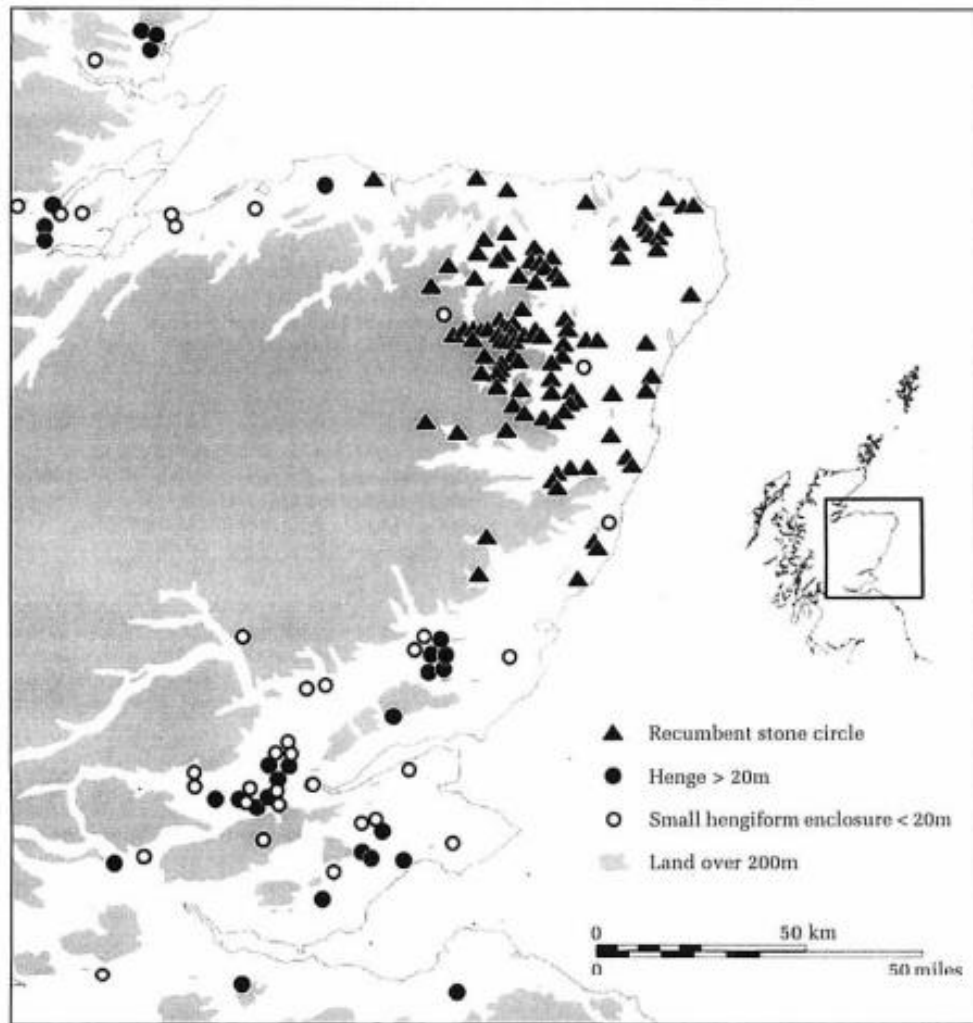 Recumbent stone circle
Henge > 20m
Small hengiform enclosure < 20m
Land over 200m
0 50 km
0 50 miles